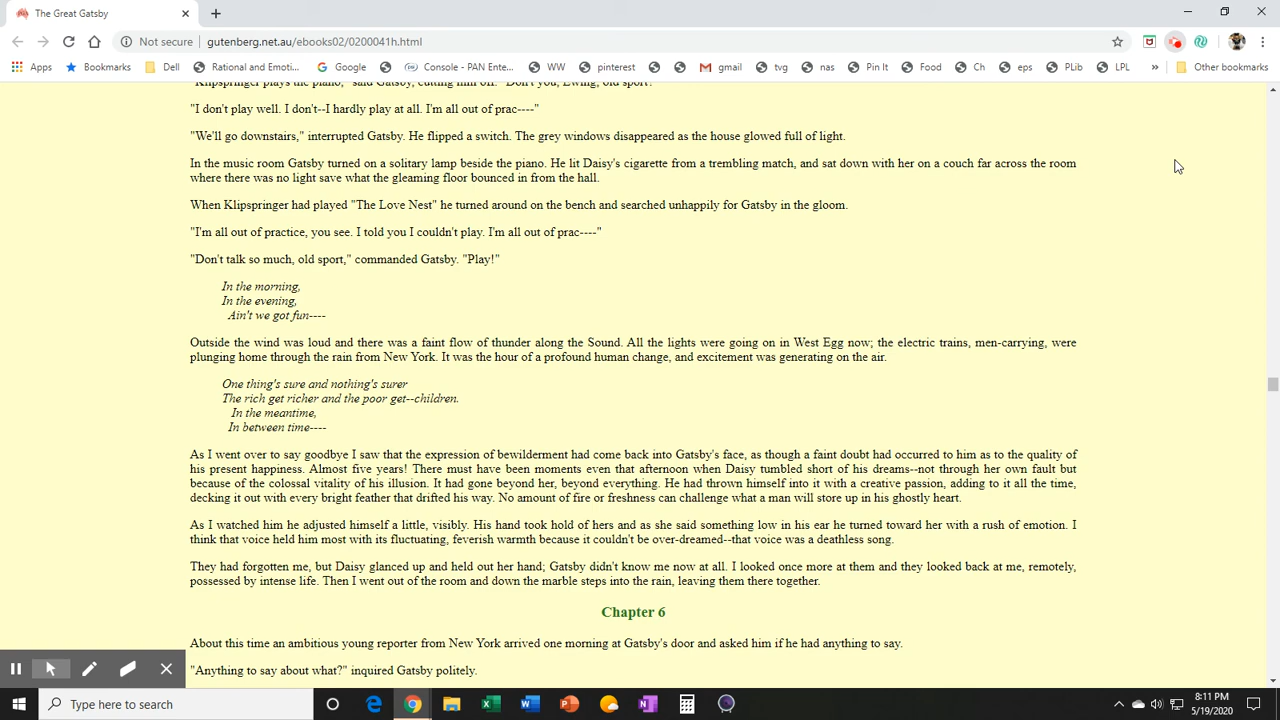 The Great Gatsby
Not secure | gutenberg.net.au/ebooks02/0200041h.html
Apps Bookmarks Dell Rational and Emoti... Google Console - PAN Ente... WW pinterest gmail tvg nas Pin It Food Ch eps PLib LPL » Other bookmarks
"Klipspringer plays the piano," said Gatsby, cutting him off. "Don't you, Ewing, old sport?"
"I don't play well. I don't--I hardly play at all. I'm all out of prac----"
"We'll go downstairs," interrupted Gatsby. He flipped a switch. The grey windows disappeared as the house glowed full of light.
In the music room Gatsby turned on a solitary lamp beside the piano. He lit Daisy's cigarette from a trembling match, and sat down with her on a couch far across the room
where there was no light save what the gleaming floor bounced in from the hall.
When Klipspringer had played "The Love Nest" he turned around on the bench and searched unhappily for Gatsby in the gloom.
"I'm all out of practice, you see. I told you I couldn't play. I'm all out of prac----"
"Don't talk so much, old sport," commanded Gatsby. "Play!"
In the morning,
In the evening,
Ain't we got fun----
Outside the wind was loud and there was a faint flow of thunder along the Sound. All the lights were going on in West Egg now; the electric trains, men-carrying, were
plunging home through the rain from New York. It was the hour of a profound human change, and excitement was generating on the air.
One thing's sure and nothing's surer
The rich get richer and the poor get--children.
In the meantime,
In between time----
As I went over to say goodbye I saw that the expression of bewilderment had come back into Gatsby's face, as though a faint doubt had occurred to him as to the quality of
his present happiness. Almost five years! There must have been moments even that afternoon when Daisy tumbled short of his dreams--not through her own fault but
because of the colossal vitality of his illusion. It had gone beyond her, beyond everything. He had thrown himself into it with a creative passion, adding to it all the time,
decking it out with every bright feather that drifted his way. No amount of fire or freshness can challenge what a man will store up in his ghostly heart.
As I watched him he adjusted himself a little, visibly. His hand took hold of hers and as she said something low in his ear he turned toward her with a rush of emotion. I
think that voice held him most with its fluctuating, feverish warmth because it couldn't be over-dreamed--that voice was a deathless song.
They had forgotten me, but Daisy glanced up and held out her hand; Gatsby didn't know me now at all. I looked once more at them and they looked back at me, remotely,
possessed by intense life. Then I went out of the room and down the marble steps into the rain, leaving them there together.
Chapter 6
About this time an ambitious young reporter from New York arrived one morning at Gatsby's door and asked him if he had anything to say.
"Anything to say about what?" inquired Gatsby politely.
Type here to search
8:11 PM
5/19/2020